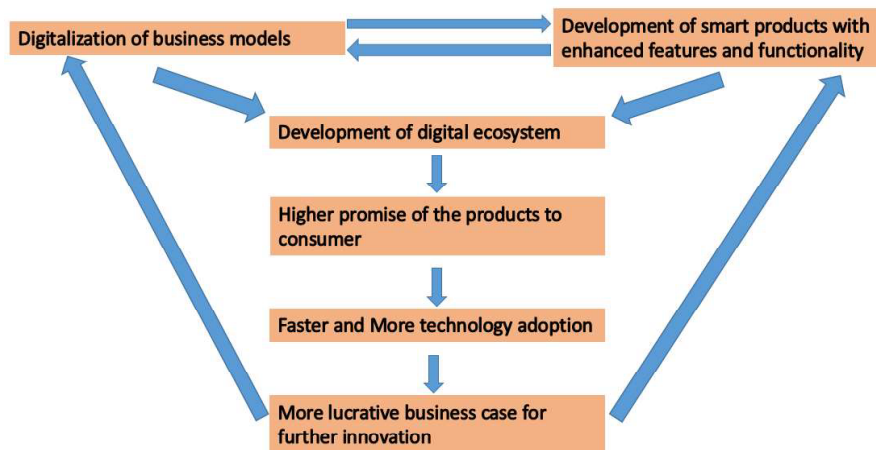 Digitalization of business models
Development of smart products with
enhanced features and functionality
Development of digital ecosystem
Higher promise of the products to
consumer
Faster and More technology adoption
More lucrative business case for
further innovation